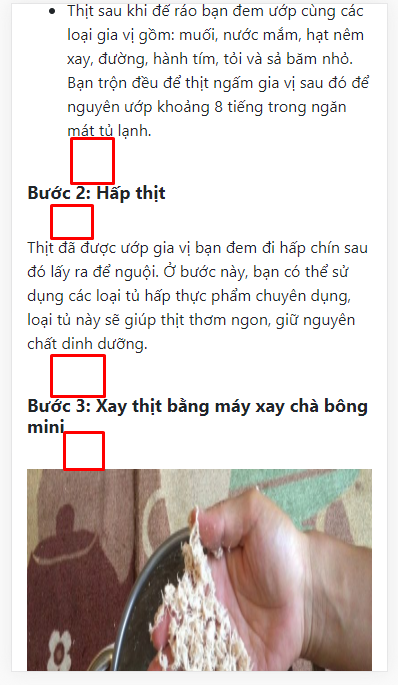 Thịt sau khi để ráo bạn đem ướp cùng các
loại gia vị gồm: muối, nước mắm, hạt nêm
xay, đường, hành tím, tỏi và sả băm nhỏ.
Bạn trộn đều để thịt ngấm gia vị sau đó để
nguyên ướp khoảng 8 tiếng trong ngăn
mát tủ lạnh.
Bước 2: Hấp thịt
Thịt đã được ướp gia vị bạn đem đi hấp chín sau
đó lấy ra để nguội. Ở bước này, bạn có thể sử
dụng các loại tủ hấp thực phẩm chuyên dụng,
loại tủ này sẽ giúp thịt thơm ngon, giữ nguyên
chất dinh dưỡng.
Bước 3: Xay thịt bằng máy xay chà bông
mini